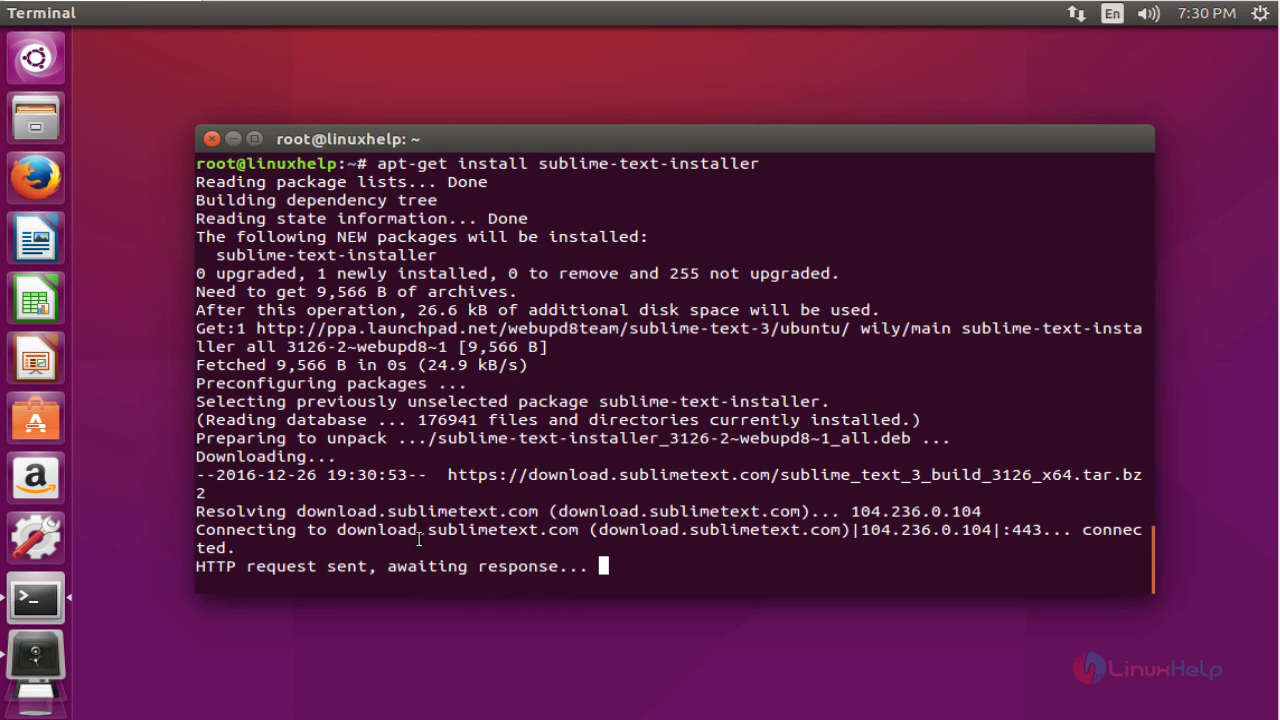 Terminal
En
7:30 PM
root@linuxhelp: ~
root@linuxhelp:~# apt-get install sublime-text-installer
Reading package lists... Done
Building dependency tree
Reading state information... Done
The following NEW packages will be installed:
  sublime-text-installer
0 upgraded, 1 newly installed, 0 to remove and 255 not upgraded.
Need to get 9,566 B of archives.
After this operation, 26.6 kB of additional disk space will be used.
Get:1 http://ppa.launchpad.net/webupd8team/sublime-text-3/ubuntu/ wily/main sublime-text-insta
ller all 3126-2~webupd8~1 [9,566 B]
Fetched 9,566 B in 0s (24.9 kB/s)
Preconfiguring packages ...
Selecting previously unselected package sublime-text-installer.
(Reading database ... 176941 files and directories currently installed.)
Preparing to unpack .../sublime-text-installer_3126-2~webupd8~1_all.deb ...
Downloading...
--2016-12-26 19:30:53--  https://download.sublimetext.com/sublime_text_3_build_3126_x64.tar.bz
2
Resolving download.sublimetext.com (download.sublimetext.com)... 104.236.0.104
Connecting to download.sublimetext.com (download.sublimetext.com)|104.236.0.104|:443... connec
ted.
HTTP request sent, awaiting response...
LinuxHelp